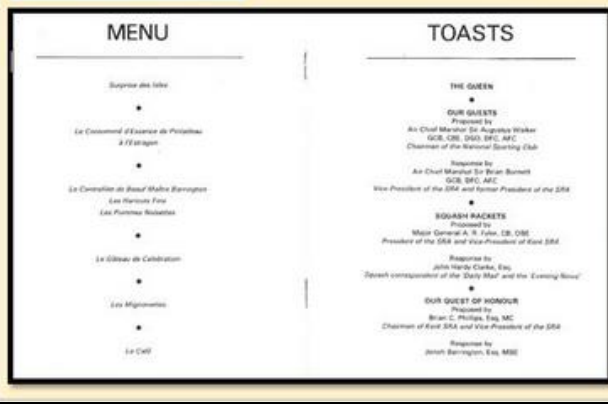 MENU
Surprise des Isles
Le Consommé d'Essence de Pintadeau
à l'Estragon
Le Contrefilet de Boeuf Maître Barrington
Les Haricots Fins
Les Pommes Noisettes
Le Gâteau de Celebration
Les Mignonettes
Le Café
TOASTS
THE QUEEN
OUR GUESTS
Proposed by
Air Chief Marshal Sir Augustus Walker
GCB, CBE, DSO, DFC, AFC
Chairman of the National Sporting Club
Response by
Air Chief Marshal Sir Brian Burnett
GCB, DFC, AFC
Vice-President of the SRA and former President of the SRA
SQUASH RACKETS
Proposed by
Major General A. R. Fyler, CB, OBE
President of the SRA and Vice-President of Kent SRA
Response by
John Hardy Clarke, Esq.
Squash correspondent of the 'Daily Mail' and the 'Evening News'
OUR GUEST OF HONOUR
Proposed by
Brian C. Phillips, Esq, MC
Chairman of Kent SRA and Vice-President of the SRA
Response by
Jonah Barrington, Esq, MBE